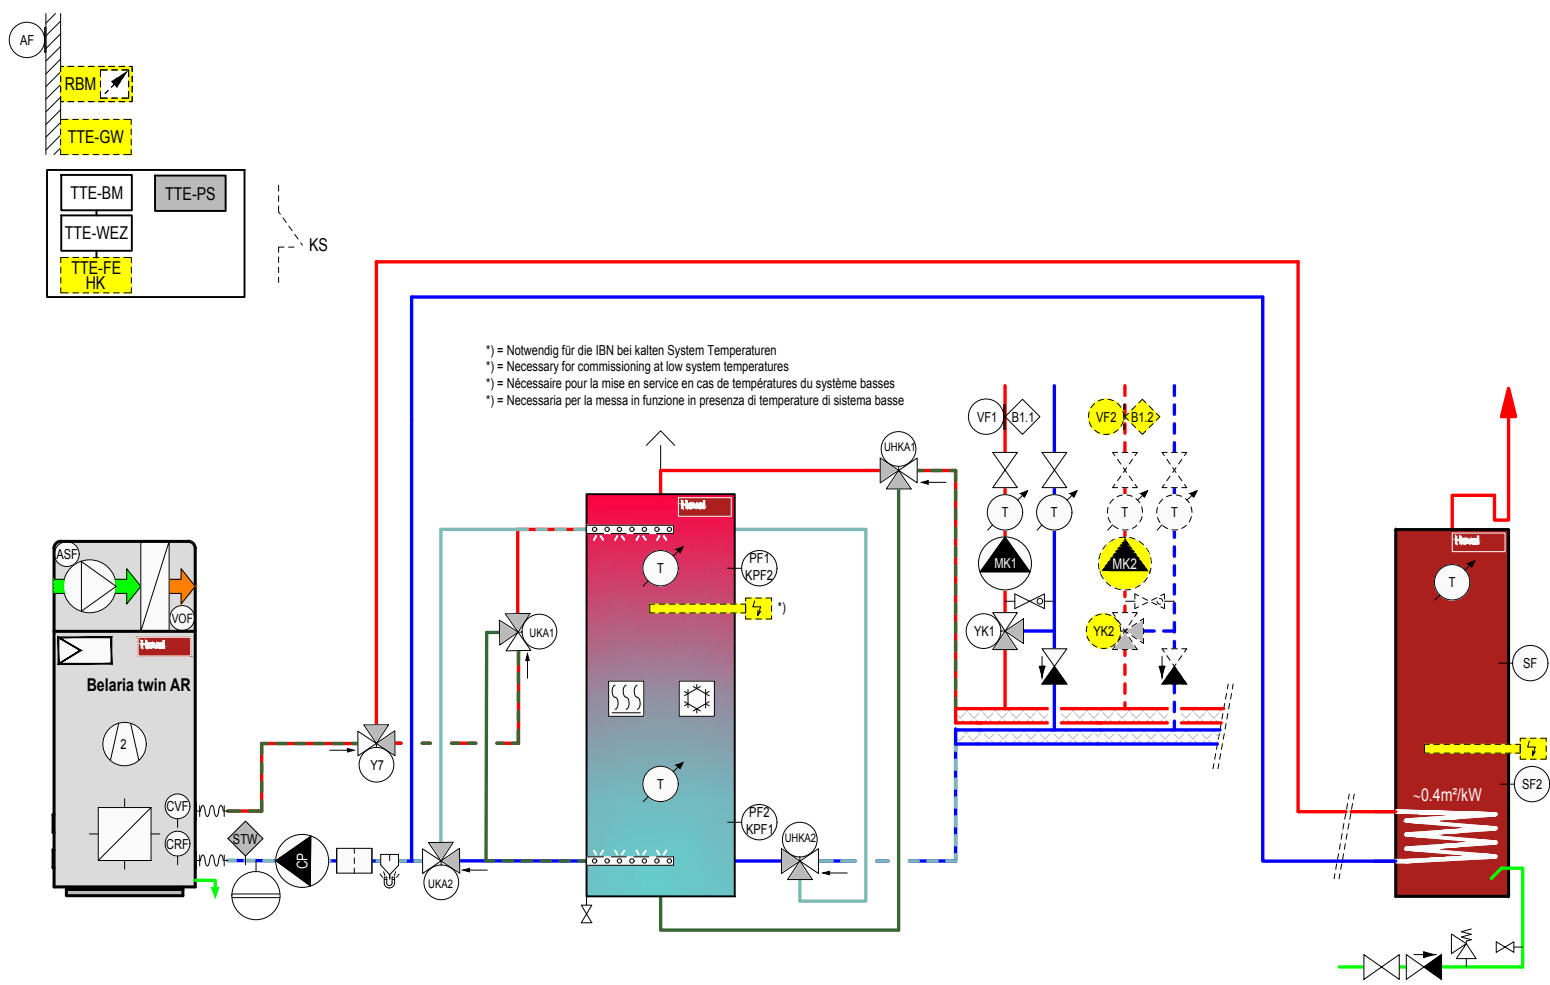 AF
RBM
TTE-GW
TTE-BM
TTE-PS
TTE-WEZ
TTE-FE
HK
KS
*) = Notwendig für die IBN bei kalten System Temperaturen
*) = Necessary for commissioning at low system temperatures
*) = Nécessaire pour la mise en service en cas de températures du système basses
*) = Necessaria per la messa in funzione in presenza di temperature di sistema basse
VF1
B1.1
VF2
B1.2
UHKA1
Hoval
T
T
T
T
MK1
MK2
YK1
YK2
ASF
VOF
Hoval
Belaria twin AR
2
CVF
CRF
STW
CP
Y7
UKA1
UKA2
T
PF1
KPF2
*)
T
PF2
KPF1
UHKA2
Hoval
T
SF
SF2
~0.4m²/kW